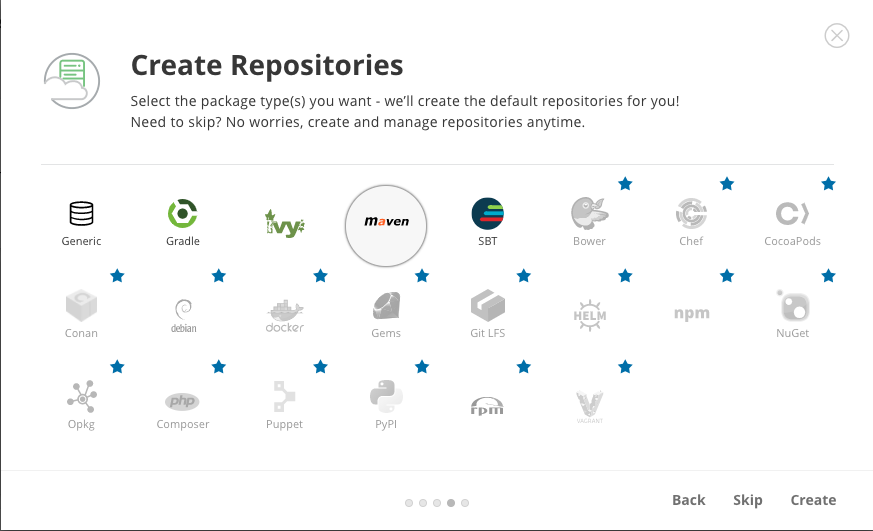 Create Repositories
Select the package type(s) you want - we'll create the default repositories for you!
Need to skip? No worries, create and manage repositories anytime.
Generic
Gradle
ivy
maven
SBT
Bower
Chef
CocoaPods
Conan
debian
docker
Gems
Git LFS
HELM
npm
NuGet
Opkg
php
Composer
Puppet
PyPI
rpm
VAGRANT
Back
Skip
Create